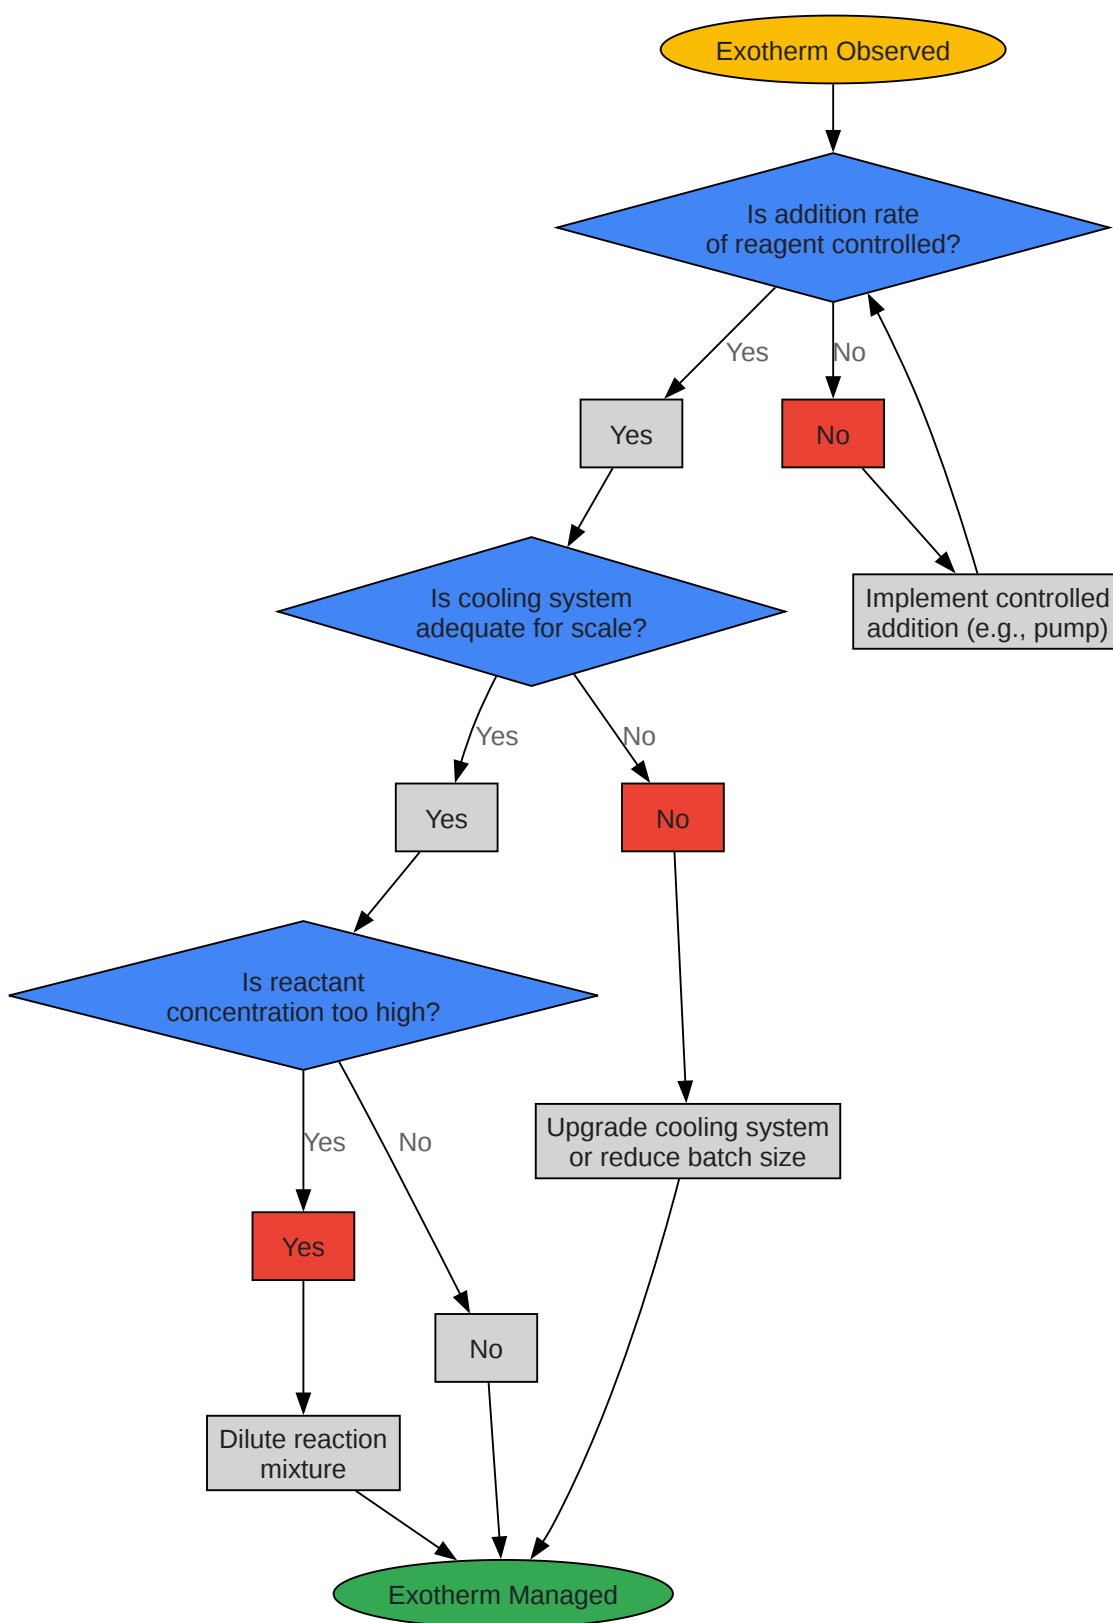 Exotherm Observed
Is addition rate
of reagent controlled?
Yes
No
Yes
No
Implement controlled
addition (e.g., pump)
Is cooling system
adequate for scale?
Yes
No
Yes
No
Is reactant
concentration too high?
Upgrade cooling system
or reduce batch size
Yes
No
Yes
No
Dilute reaction
mixture
Exotherm Managed